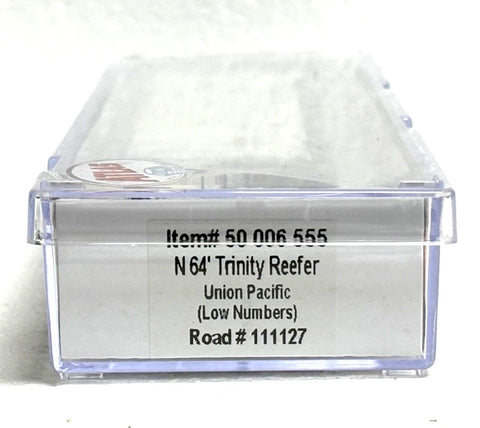 Item# 50 006 555
N 64' Trinity Reefer
Union Pacific
(Low Numbers)
Road # 111127